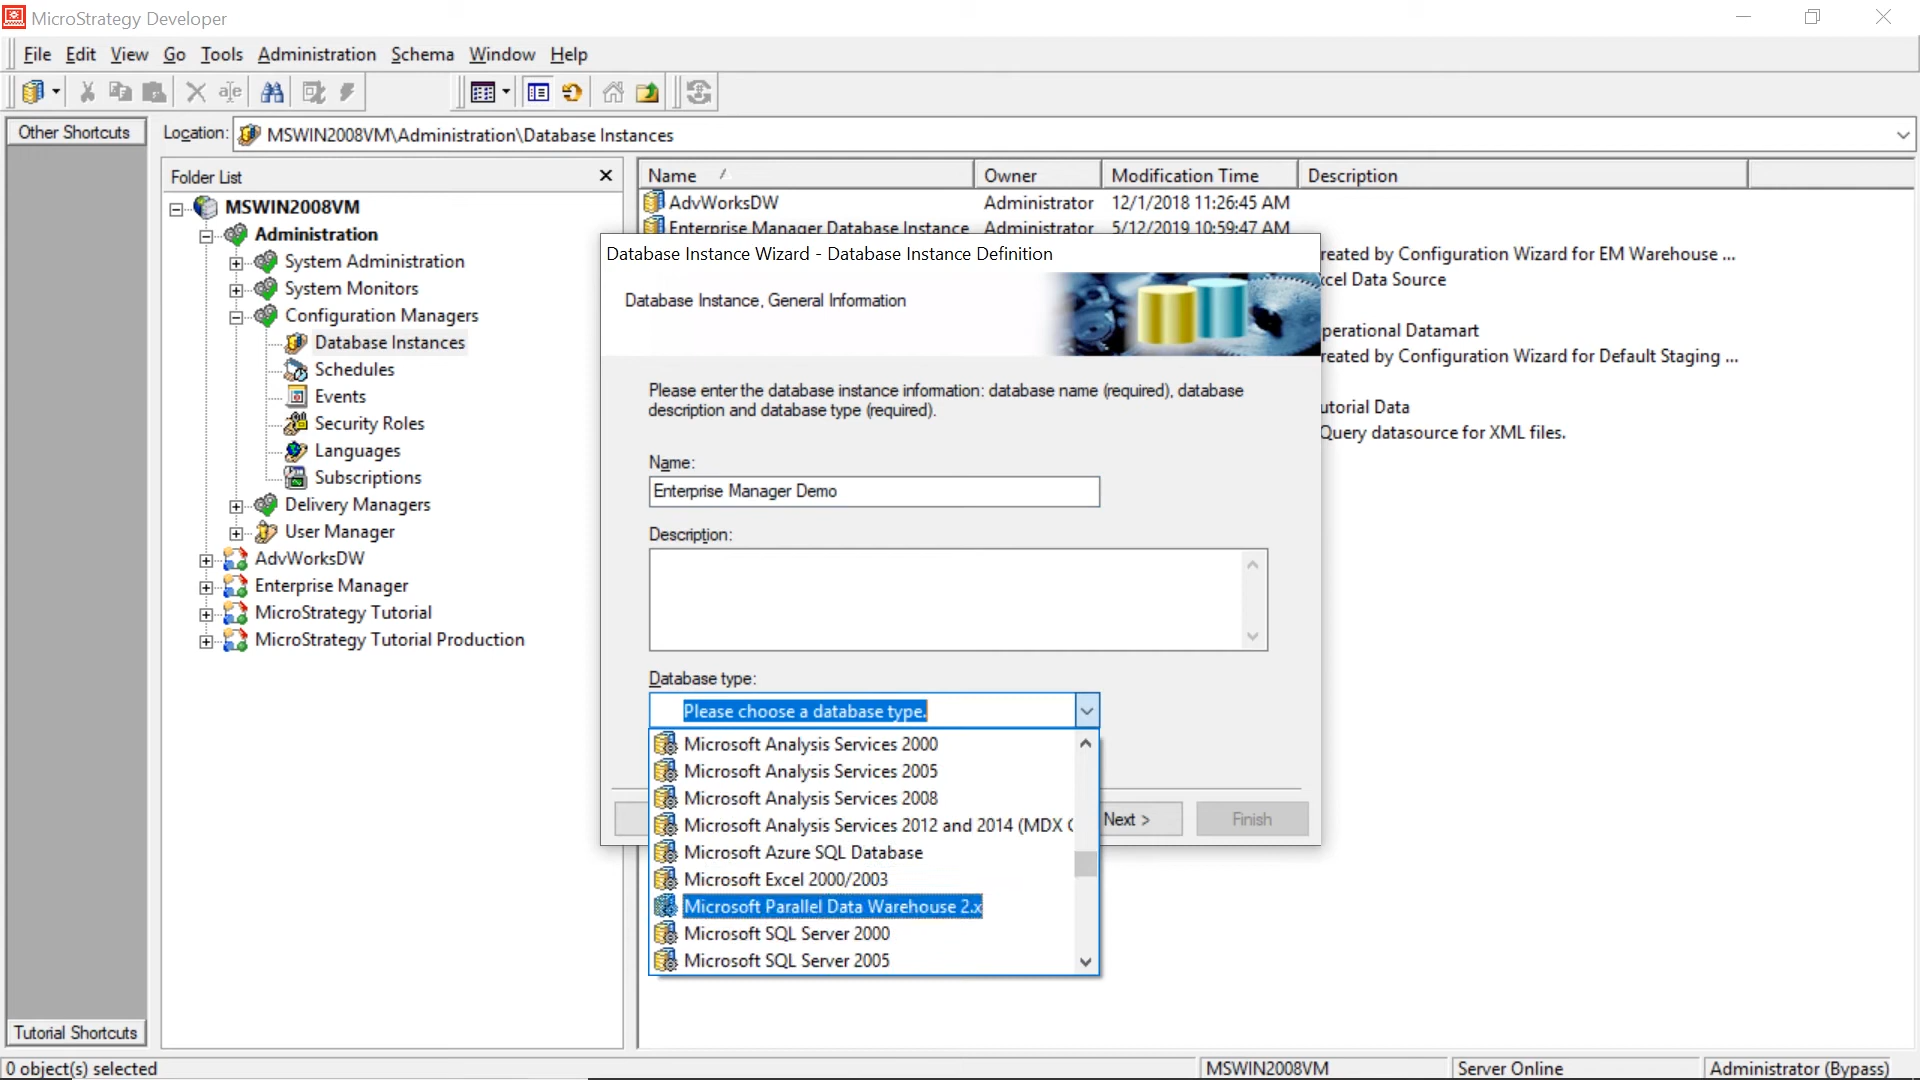 MicroStrategy Developer
File Edit View Go Tools Administration Schema Window Help
Other Shortcuts
Location: MSWIN2008VM\Administration\Database Instances
Folder List
MSWIN2008VM
Administration
System Administration
System Monitors
Configuration Managers
Database Instances
Schedules
Events
Security Roles
Languages
Subscriptions
Delivery Managers
User Manager
AdvWorksDW
Enterprise Manager
MicroStrategy Tutorial
MicroStrategy Tutorial Production
Name Owner Modification Time Description
AdvWorksDW Administrator 12/1/2018 11:26:45 AM
Enterprise Manager Database Instance Administrator 5/12/2019 10:59:47 AM
reated by Configuration Wizard for EM Warehouse ...
xcel Data Source
perational Datamart
reated by Configuration Wizard for Default Staging ...
utorial Data
Query datasource for XML files.
Database Instance Wizard - Database Instance Definition
Database Instance, General Information
Please enter the database instance information: database name (required), database
description and database type (required).
Name:
Enterprise Manager Demo
Description:
Database type:
Please choose a database type.
Microsoft Analysis Services 2000
Microsoft Analysis Services 2005
Microsoft Analysis Services 2008
Microsoft Analysis Services 2012 and 2014 (MDX
Microsoft Azure SQL Database
Microsoft Excel 2000/2003
Microsoft Parallel Data Warehouse 2.x
Microsoft SQL Server 2000
Microsoft SQL Server 2005
Next >
Finish
Tutorial Shortcuts
0 object(s) selected
MSWIN2008VM
Server Online
Administrator (Bypass)